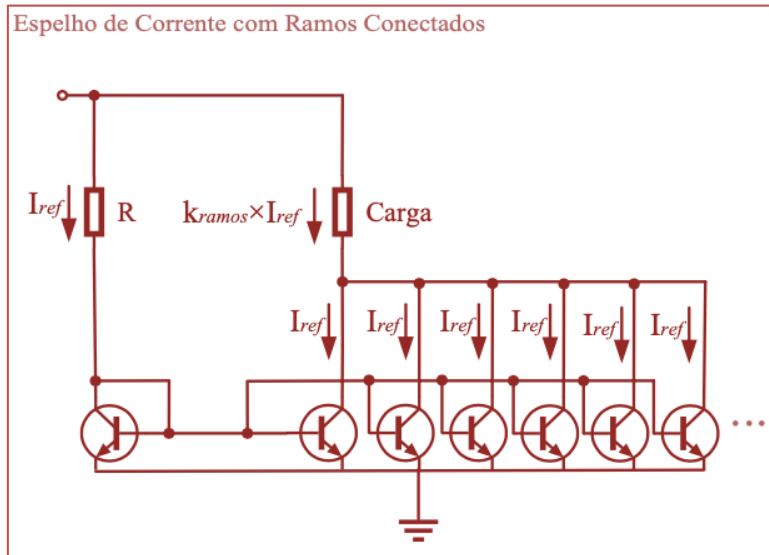 Espelho de Corrente com Ramos Conectados
Iref
R
kramos×Iref
Carga
Iref
Iref
Iref
Iref
Iref
Iref
...